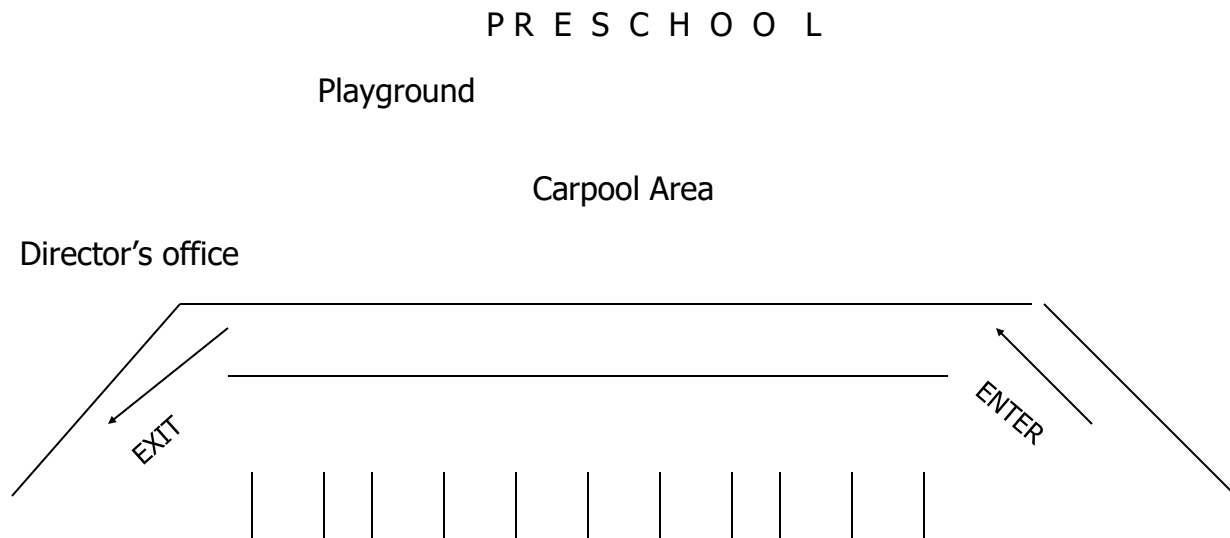 P R E S C H O O L
Playground
Carpool Area
Director’s office
EXIT
ENTER